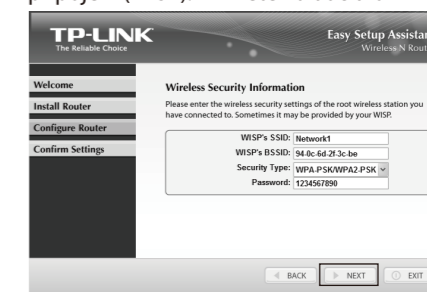 TP-LINK
The Reliable Choice
Easy Setup
Wireless N
Welcome
Install Router
Configure Router
Confirm Settings
Wireless Security Information
Please enter the wireless security settings of the root wireless station you
have connected to. Sometimes it may be provided by your WISP.
WISP's SSID: Network1
WISP's BSSID: 94-0c-6d-2f-3c-be
Security Type: WPA-PSK/WPA2-PSK
Password: 1234567890
BACK NEXT EXIT